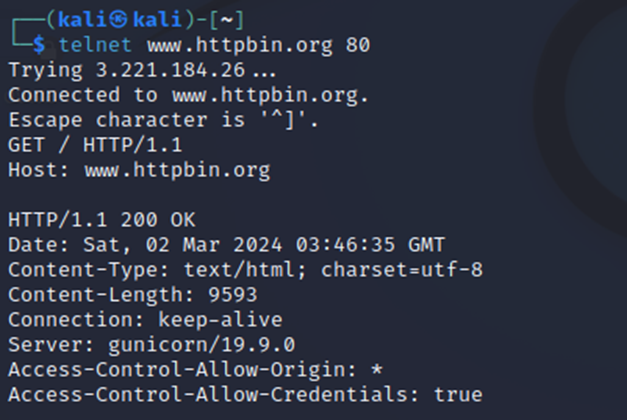 ┌──(kali㉿kali)-[~]
└─$ telnet www.httpbin.org 80
Trying 3.221.184.26...
Connected to www.httpbin.org.
Escape character is '^]'.
GET / HTTP/1.1
Host: www.httpbin.org

HTTP/1.1 200 OK
Date: Sat, 02 Mar 2024 03:46:35 GMT
Content-Type: text/html; charset=utf-8
Content-Length: 9593
Connection: keep-alive
Server: gunicorn/19.9.0
Access-Control-Allow-Origin: *
Access-Control-Allow-Credentials: true